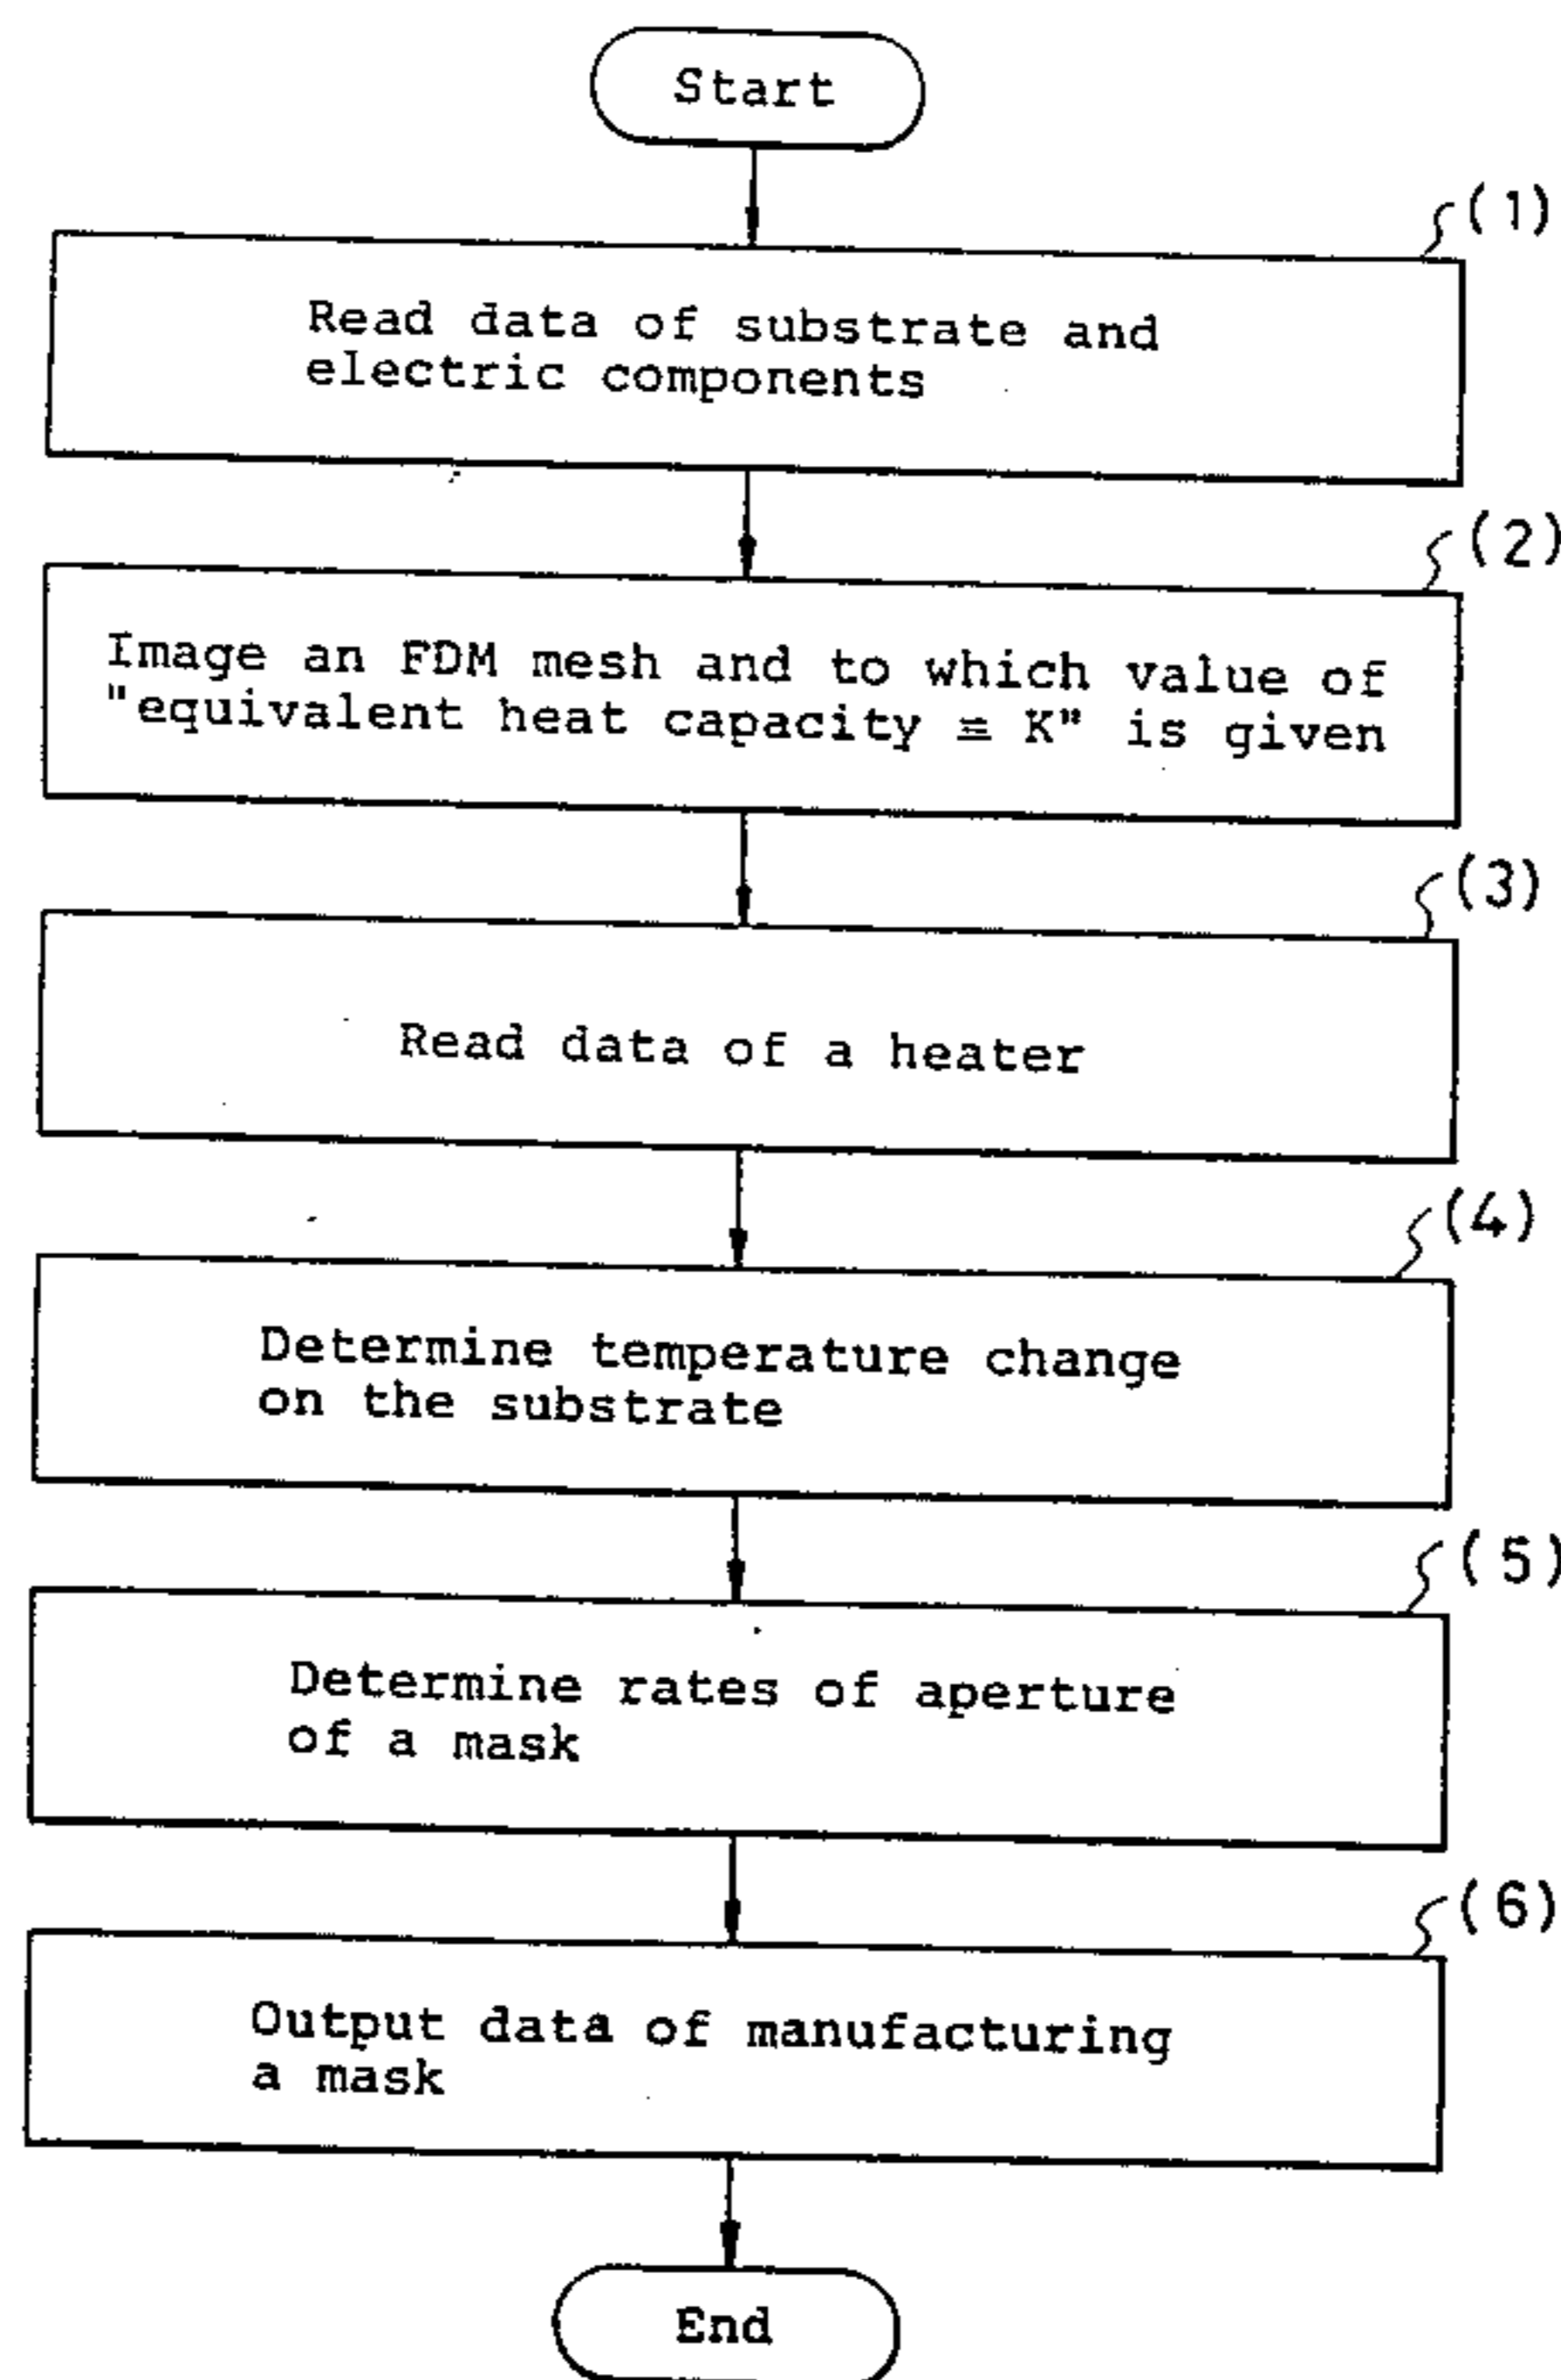 Start
(1)
Read data of substrate and
electric components
(2)
Image an FDM mesh and to which value of
"equivalent heat capacity ≡ K" is given
(3)
Read data of a heater
(4)
Determine temperature change
on the substrate
(5)
Determine rates of aperture
of a mask
(6)
Output data of manufacturing
a mask
End